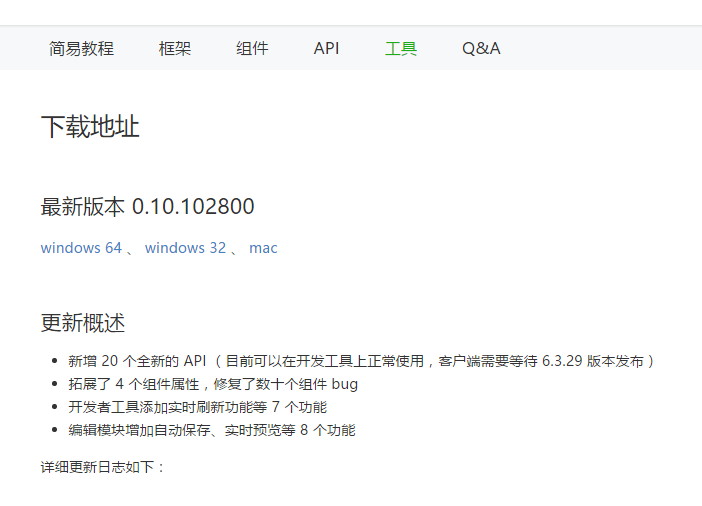 简易教程 框架 组件 API 工具 Q&A
下载地址
最新版本 0.10.102800
windows 64 、 windows 32 、 mac
更新概述
新增 20 个全新的 API（目前可以在开发工具上正常使用，客户端需要等待 6.3.29 版本发布）
拓展了 4 个组件属性，修复了数十个组件 bug
开发者工具添加实时刷新功能等 7 个功能
编辑模块增加自动保存、实时预览等 8 个功能
详细更新日志如下：